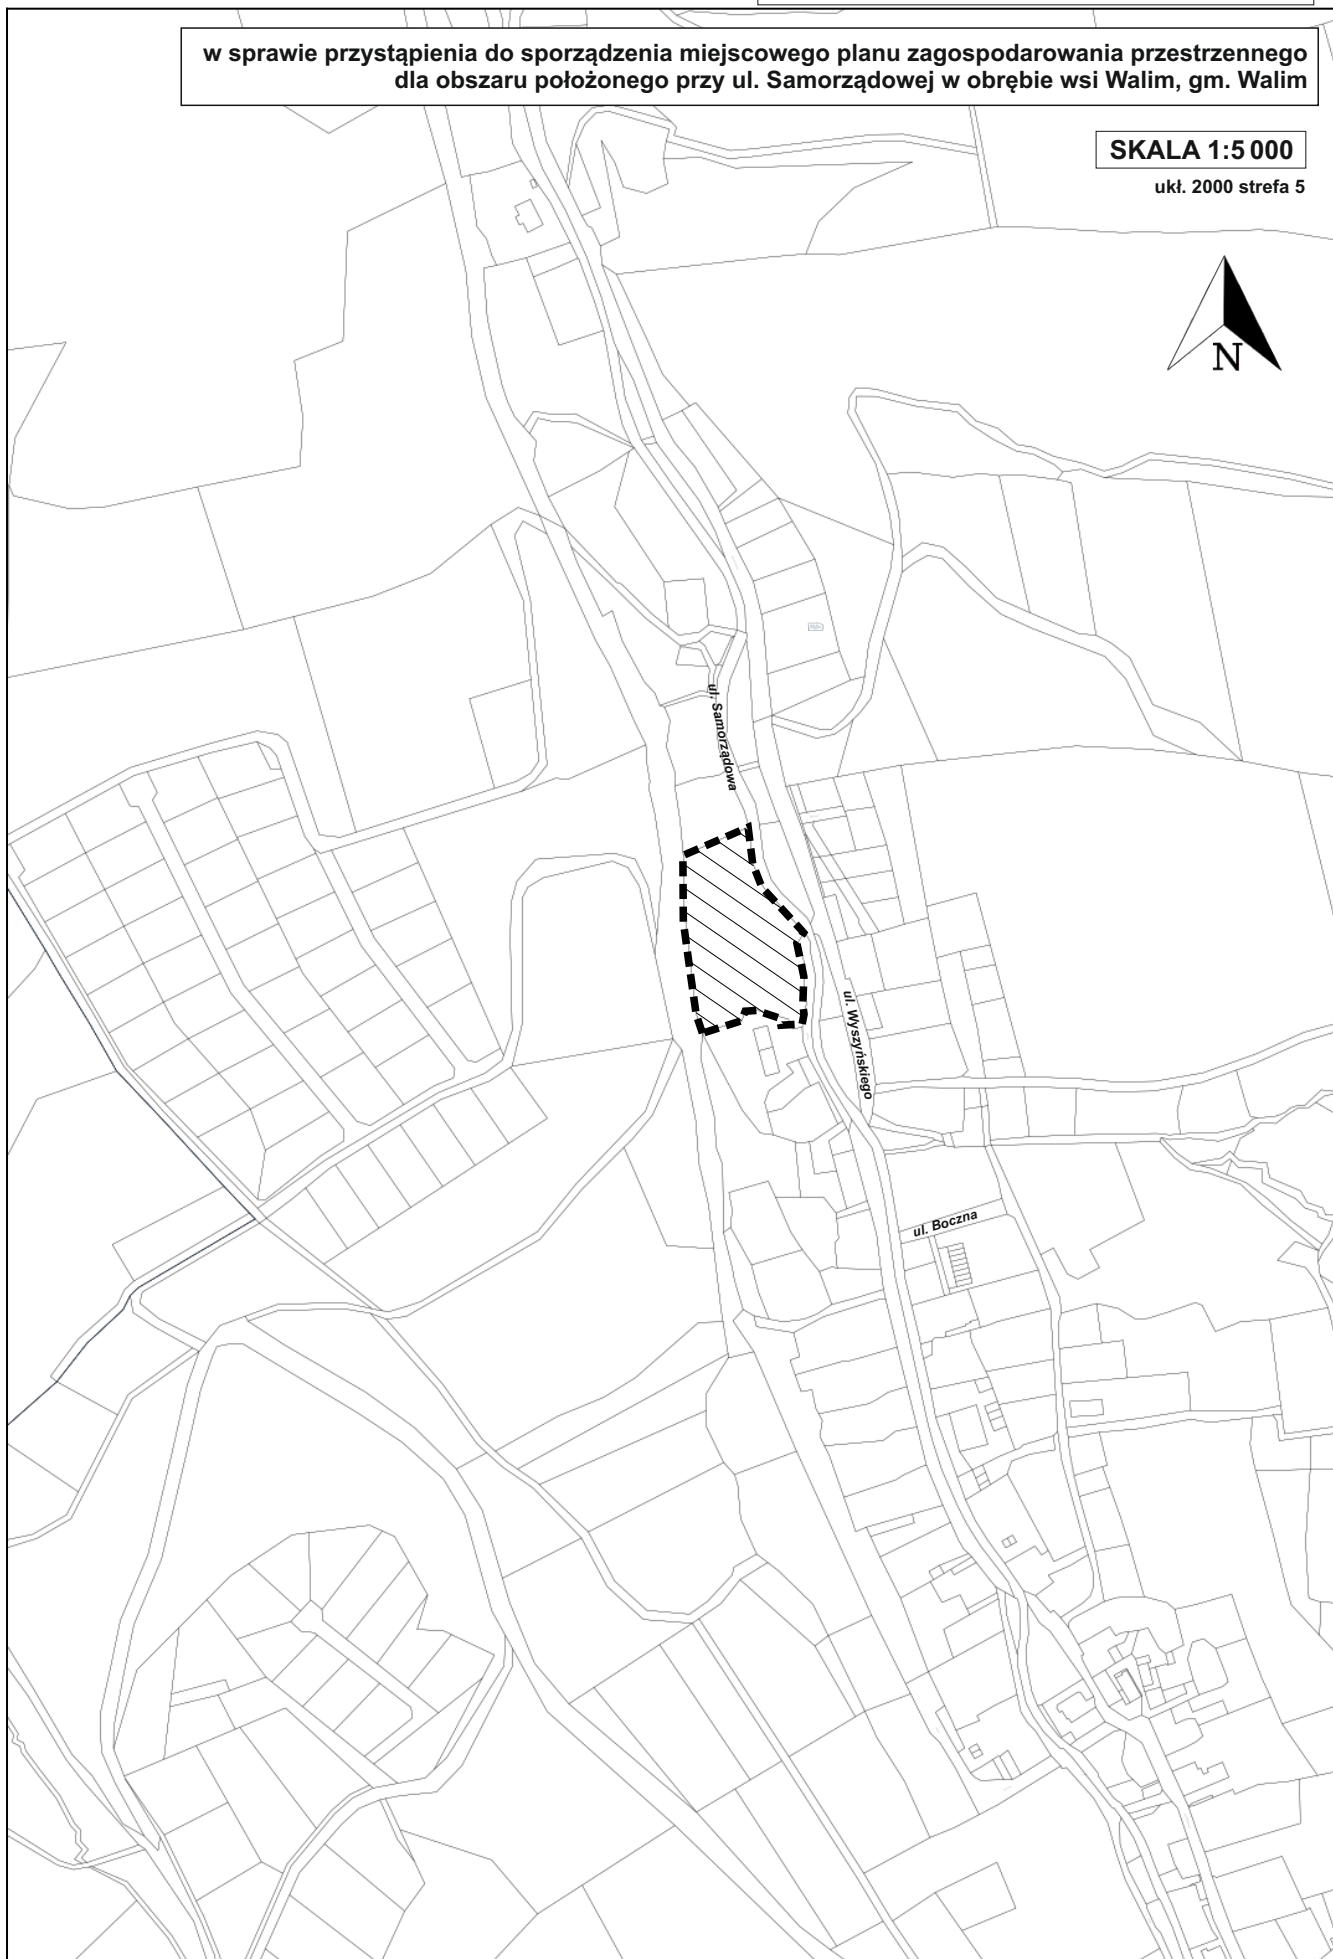 w sprawie przystąpienia do sporządzenia miejscowego planu zagospodarowania przestrzennego
dla obszaru położonego przy ul. Samorządowej w obrębie wsi Walim, gm. Walim
SKALA 1:5 000
ukł. 2000 strefa 5
N
ul. Samorządowa
ul. Wyszyńskiego
ul. Boczna